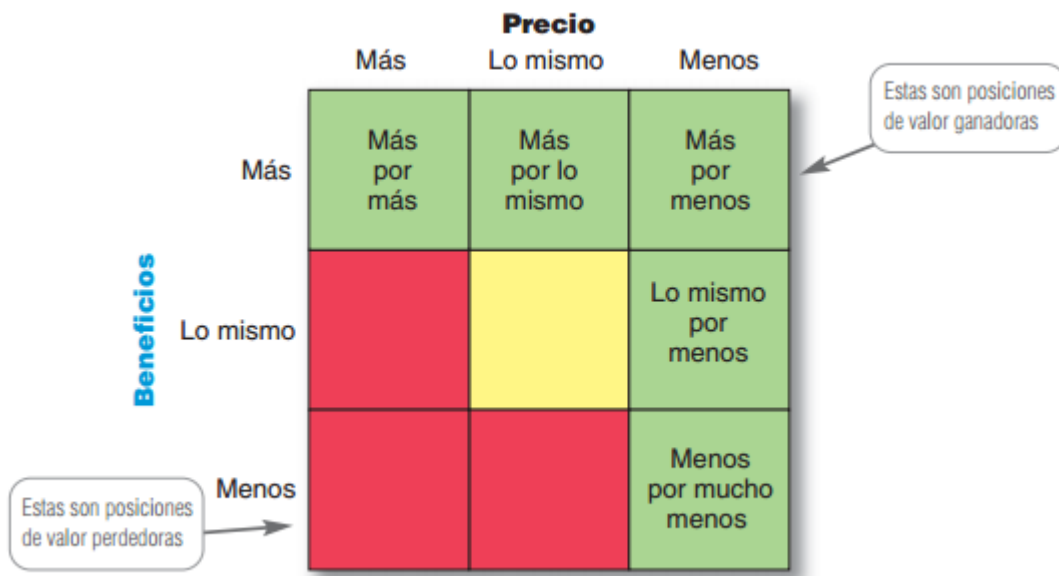 Precio
Más
Lo mismo
Menos
Estas son posiciones
de valor ganadoras
Beneficios
Más
Más
por
más
Más
por lo
mismo
Más
por
menos
Lo mismo
Lo mismo
por
menos
Menos
Menos
por mucho
menos
Estas son posiciones
de valor perdedoras